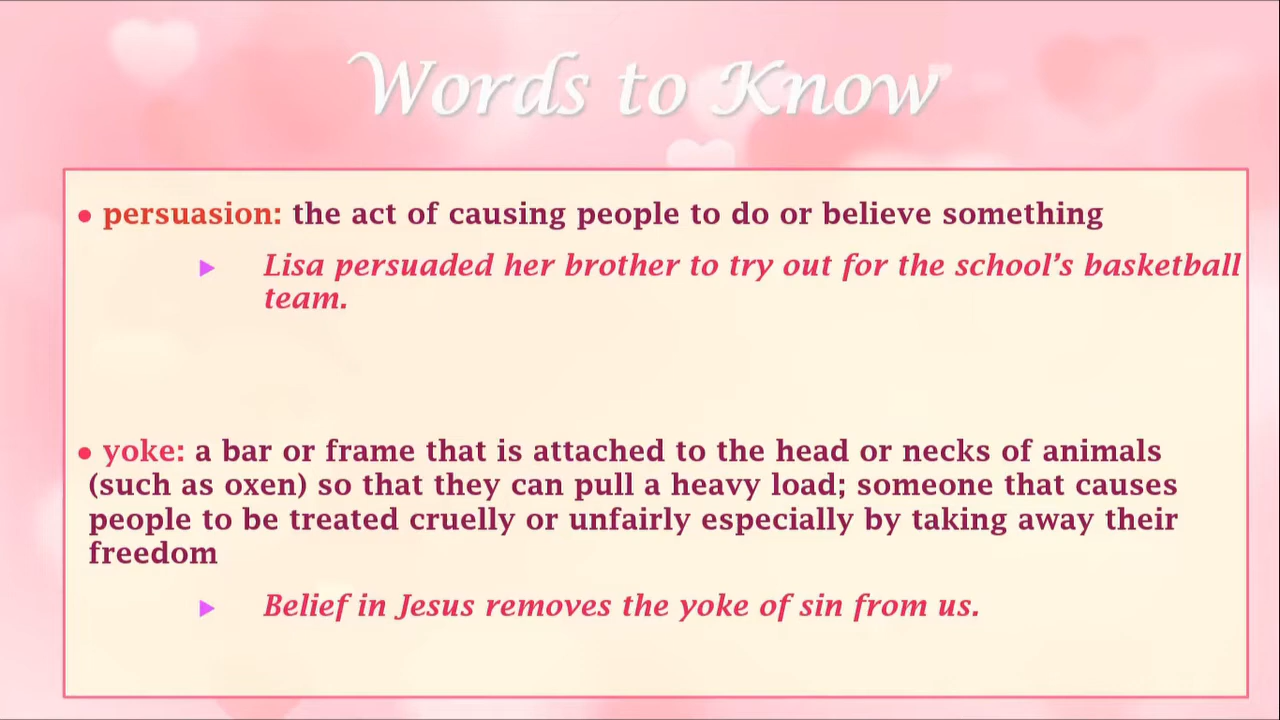 Words to Know
• persuasion: the act of causing people to do or believe something
▶ Lisa persuaded her brother to try out for the school’s basketball
team.
• yoke: a bar or frame that is attached to the head or necks of animals
(such as oxen) so that they can pull a heavy load; someone that causes
people to be treated cruelly or unfairly especially by taking away their
freedom
▶ Belief in Jesus removes the yoke of sin from us.